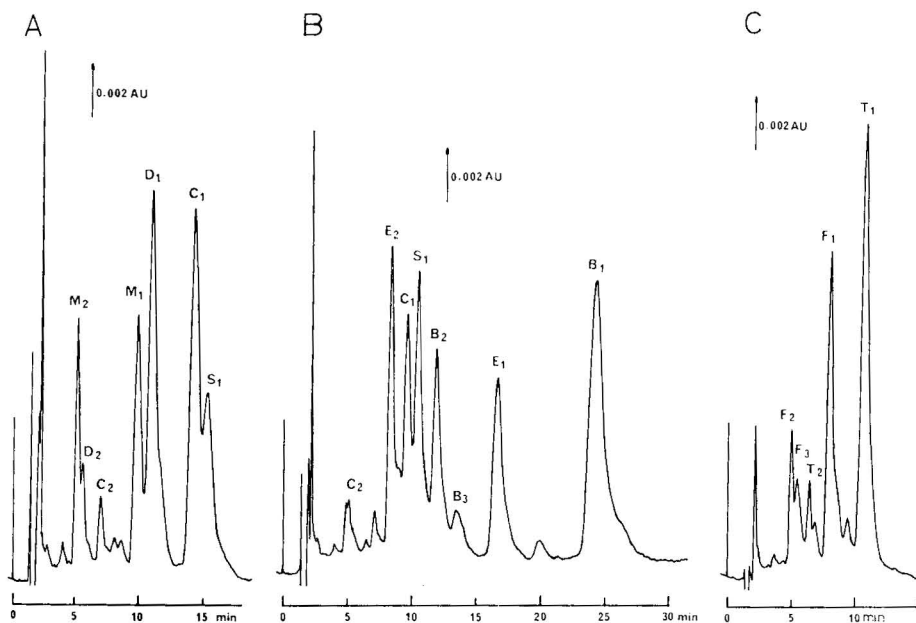 A
B
C
0.002 AU
0.002 AU
0.002 AU
M₂
D₂
C₂
M₁
D₁
C₁
S₁
0 5 10 15 min
C₂
E₂
C₁
S₁
B₂
B₃
E₁
B₁
0 5 10 15 20 25 30 min
F₂
F₃
T₂
F₁
T₁
0 5 10 min